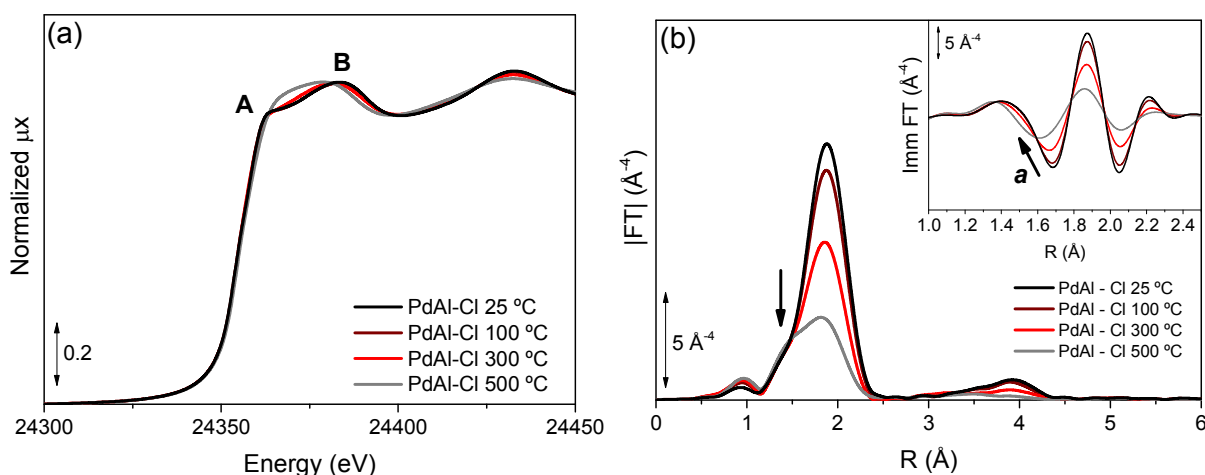 (a)
B
A
Normalized µx
0.2
PdAl-Cl 25 ºC
PdAl-Cl 100 ºC
PdAl-Cl 300 ºC
PdAl-Cl 500 ºC
24300 24350 24400 24450
Energy (eV)
(b)
|FT| (Å-4)
5 Å-4
5 Å-4
Imm FT (Å-4)
a
1.0 1.2 1.4 1.6 1.8 2.0 2.2 2.4
R (Å)
PdAl - Cl 25 ºC
PdAl - Cl 100 ºC
PdAl - Cl 300 ºC
PdAl - Cl 500 ºC
0 1 2 3 4 5 6
R (Å)